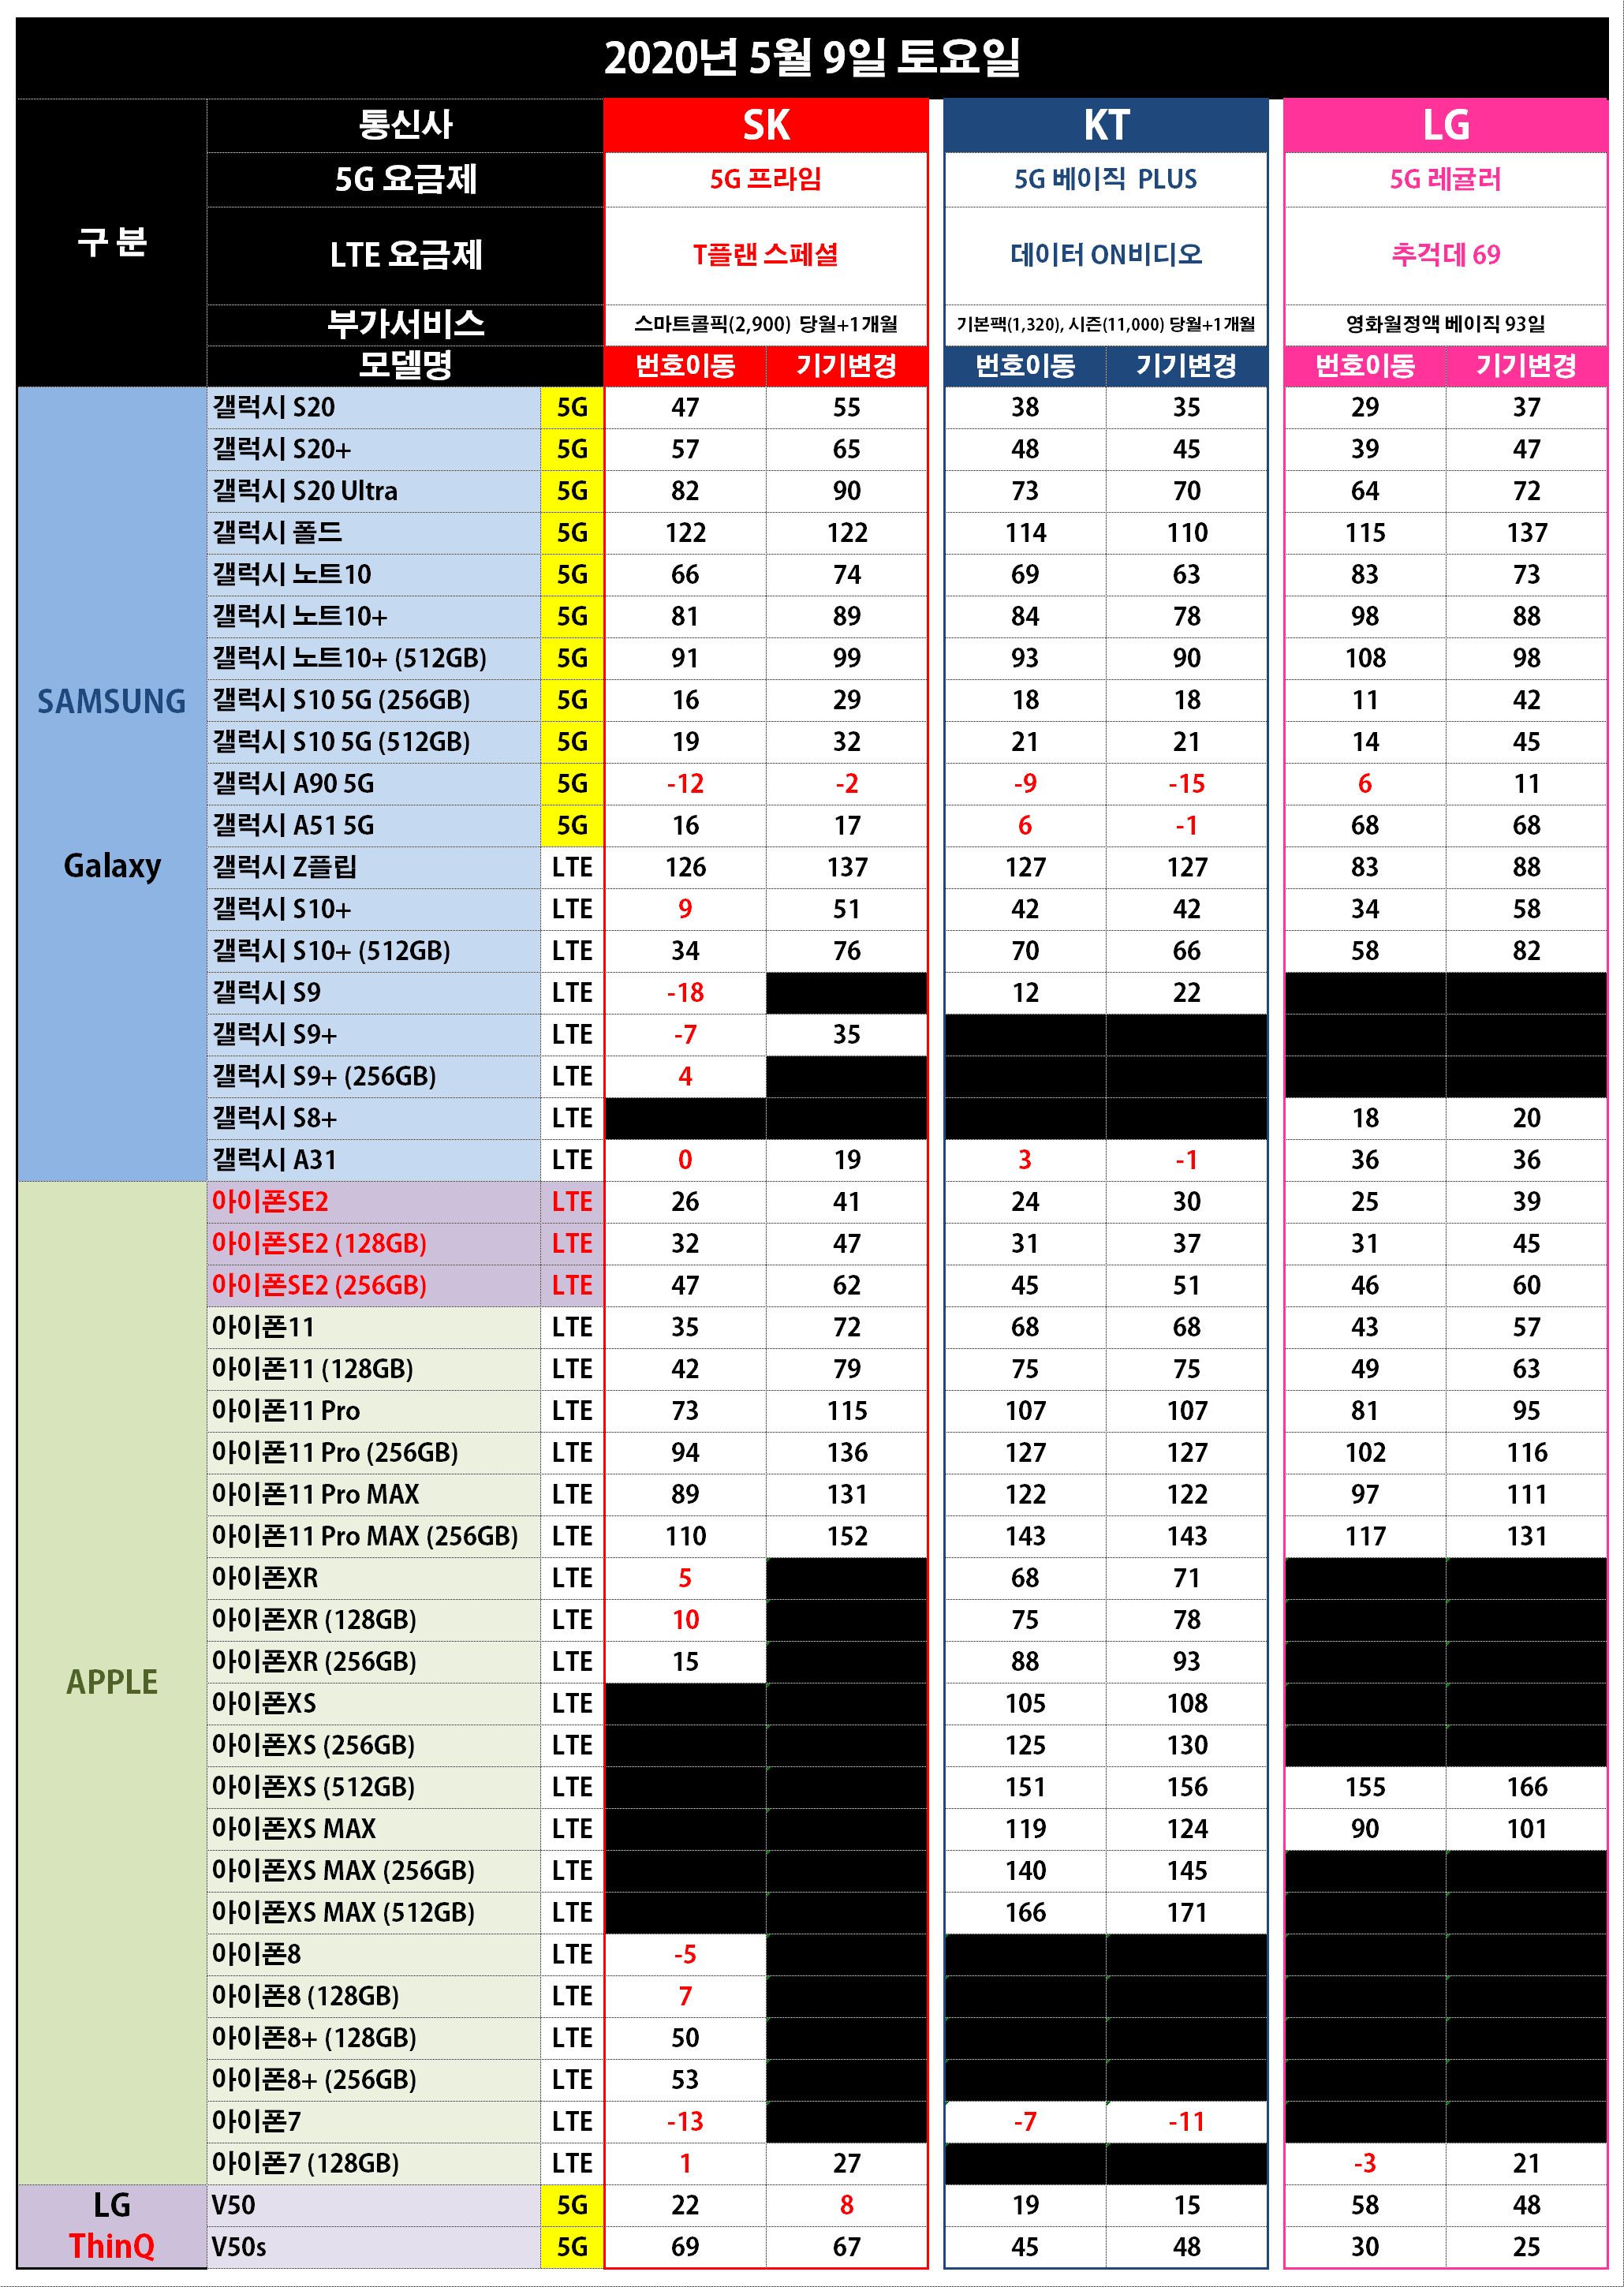 2020년 5월 9일 토요일
구 분
통신사 SK KT LG
5G 요금제 5G 프라임 5G 베이직 PLUS 5G 레귤러
LTE 요금제 T플랜 스페셜 데이터 ON비디오 추걱데 69
부가서비스 스마트콜픽(2,900) 당월+1개월 기본팩(1,320), 시즌(11,000) 당월+1개월 영화월정액 베이직 93일
모델명 번호이동 기기변경 번호이동 기기변경 번호이동 기기변경
SAMSUNG
Galaxy
갤럭시 S20 5G 47 55 38 35 29 37
갤럭시 S20+ 5G 57 65 48 45 39 47
갤럭시 S20 Ultra 5G 82 90 73 70 64 72
갤럭시 폴드 5G 122 122 114 110 115 137
갤럭시 노트10 5G 66 74 69 63 83 73
갤럭시 노트10+ 5G 81 89 84 78 98 88
갤럭시 노트10+ (512GB) 5G 91 99 93 90 108 98
갤럭시 S10 5G (256GB) 5G 16 29 18 18 11 42
갤럭시 S10 5G (512GB) 5G 19 32 21 21 14 45
갤럭시 A90 5G 5G -12 -2 -9 -15 6 11
갤럭시 A51 5G 5G 16 17 6 -1 68 68
갤럭시 Z플립 LTE 126 137 127 127 83 88
갤럭시 S10+ LTE 9 51 42 42 34 58
갤럭시 S10+ (512GB) LTE 34 76 70 66 58 82
갤럭시 S9 LTE -18 12 22
갤럭시 S9+ LTE -7 35
갤럭시 S9+ (256GB) LTE 4
갤럭시 S8+ LTE 18 20
갤럭시 A31 LTE 0 19 3 -1 36 36
APPLE
아이폰SE2 LTE 26 41 24 30 25 39
아이폰SE2 (128GB) LTE 32 47 31 37 31 45
아이폰SE2 (256GB) LTE 47 62 45 51 46 60
아이폰11 LTE 35 72 68 68 43 57
아이폰11 (128GB) LTE 42 79 75 75 49 63
아이폰11 Pro LTE 73 115 107 107 81 95
아이폰11 Pro (256GB) LTE 94 136 127 127 102 116
아이폰11 Pro MAX LTE 89 131 122 122 97 111
아이폰11 Pro MAX (256GB) LTE 110 152 143 143 117 131
아이폰XR LTE 5 68 71
아이폰XR (128GB) LTE 10 75 78
아이폰XR (256GB) LTE 15 88 93
아이폰XS LTE 105 108
아이폰XS (256GB) LTE 125 130
아이폰XS (512GB) LTE 151 156 155 166
아이폰XS MAX LTE 119 124 90 101
아이폰XS MAX (256GB) LTE 140 145
아이폰XS MAX (512GB) LTE 166 171
아이폰8 LTE -5
아이폰8 (128GB) LTE 7
아이폰8+ (128GB) LTE 50
아이폰8+ (256GB) LTE 53
아이폰7 LTE -13 -7 -11
아이폰7 (128GB) LTE 1 27 -3 21
LG V50 5G 22 8 19 15 58 48
ThinQ V50s 5G 69 67 45 48 30 25